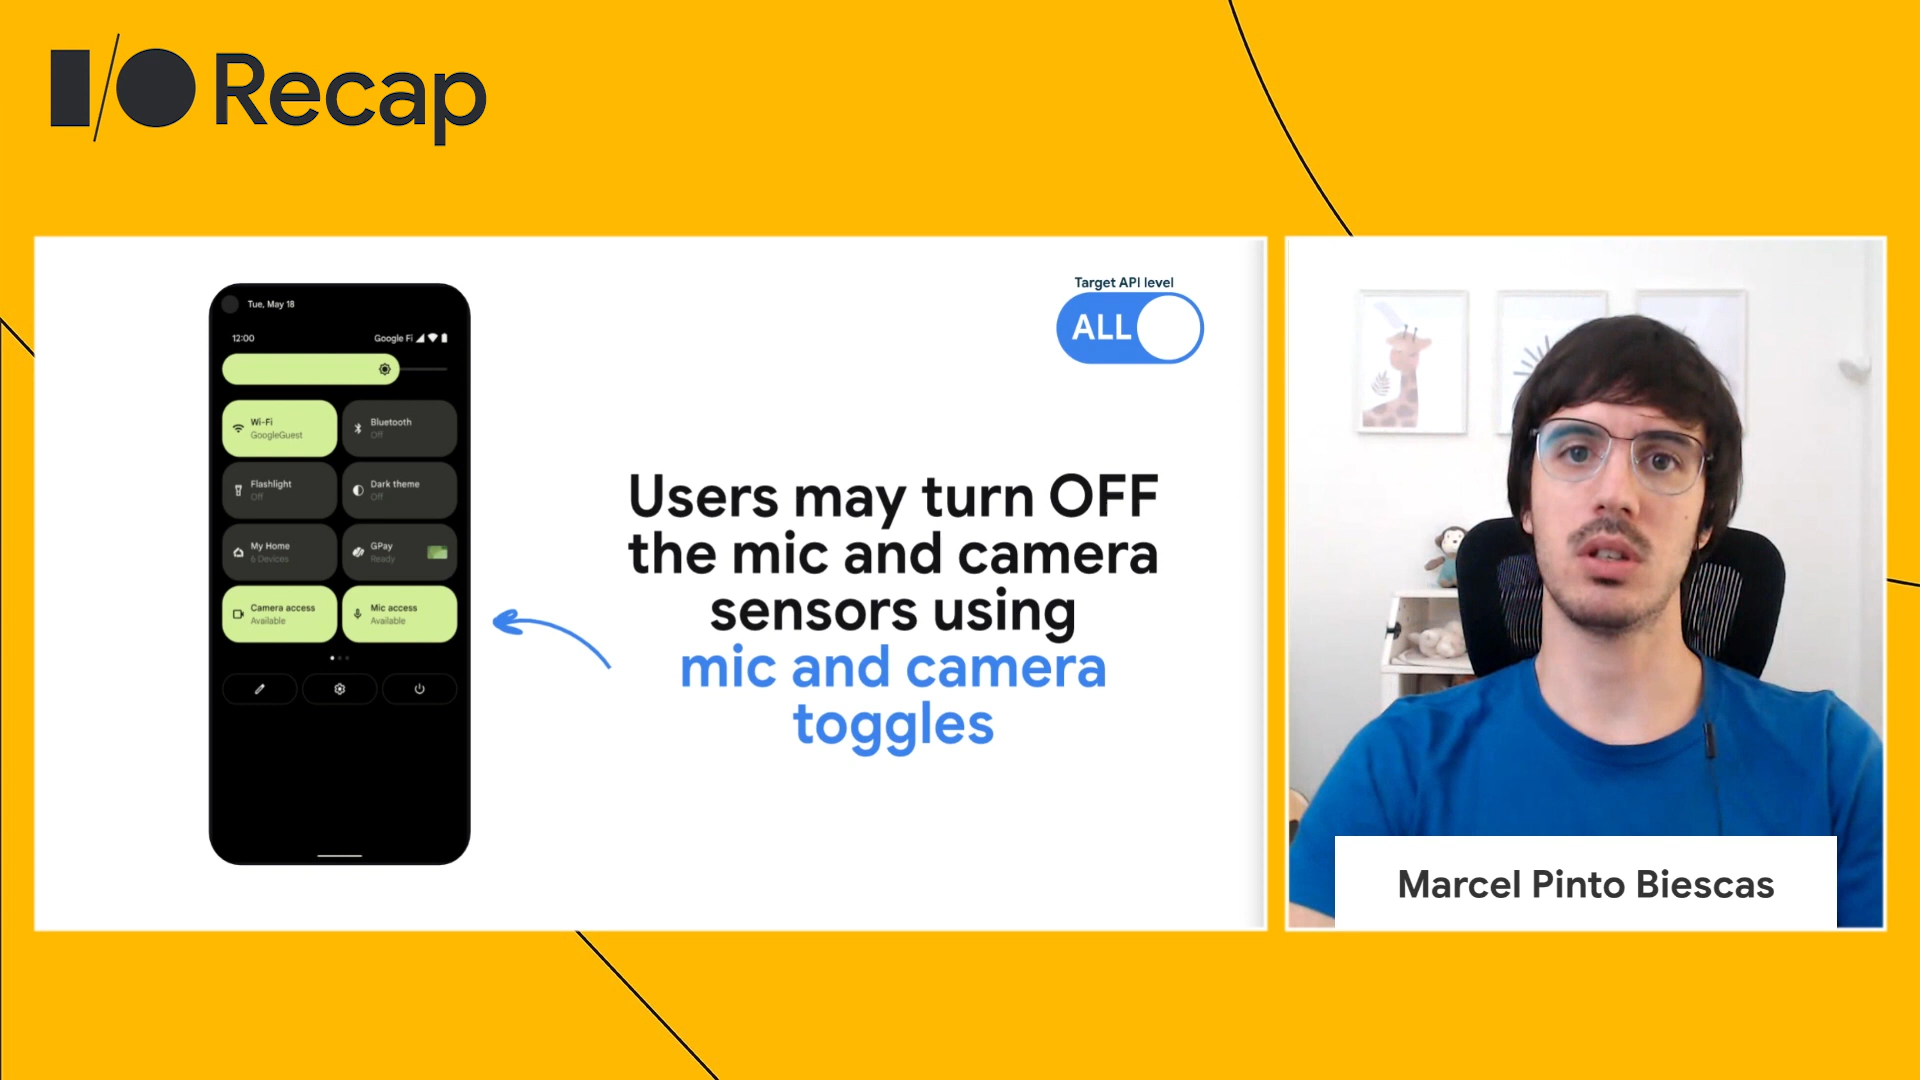 I/O Recap
Tue, May 18
12:00
Google Fi
Wi-Fi
GoogleGuest
Bluetooth
Off
Flashlight
Off
Dark theme
Off
My Home
6 Devices
GPay
Ready
Camera access
Available
Mic access
Available
Target API level
ALL
Users may turn OFF
the mic and camera
sensors using
mic and camera
toggles
Marcel Pinto Biescas